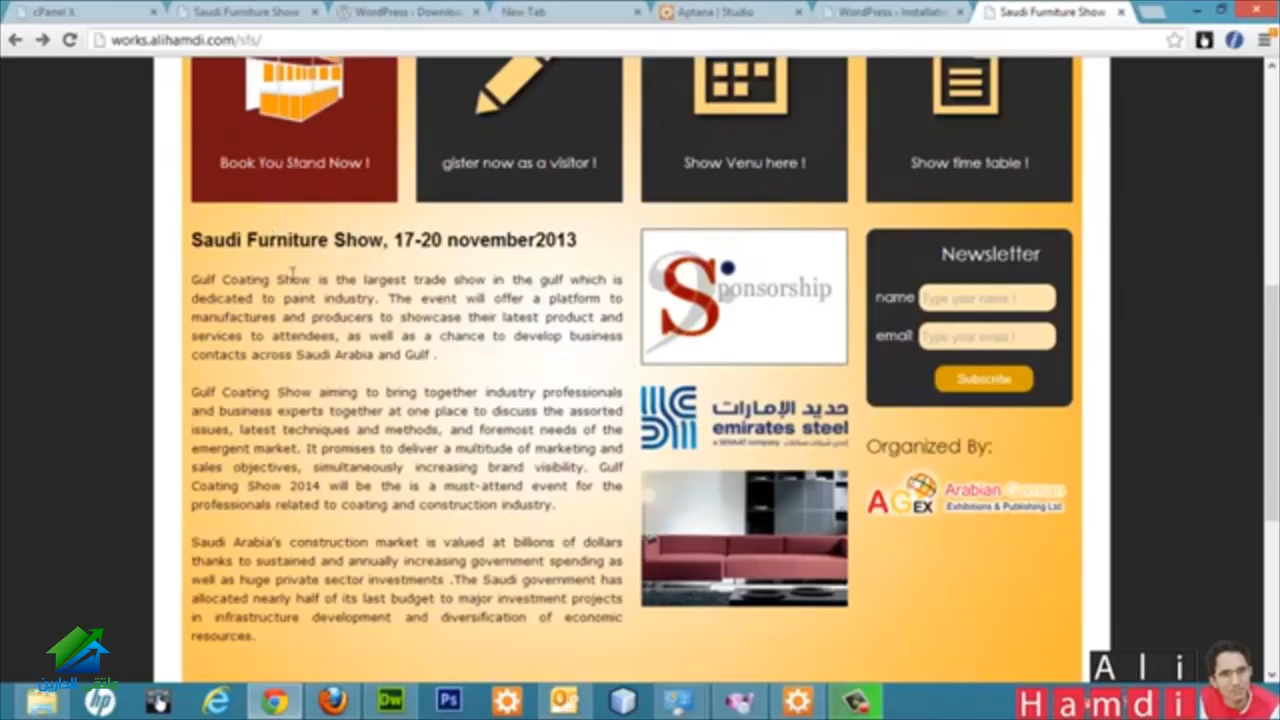 cPanel X
Saudi Furniture Show
WordPress › Downloa
New Tab
Aptana | Studio
WordPress › Installati
Saudi Furniture Show
works.alihamdi.com/sfs/
Book You Stand Now !
gister now as a visitor !
Show Venu here !
Show time table !
Saudi Furniture Show, 17-20 november2013
Gulf Coating Show is the largest trade show in the gulf which is
dedicated to paint industry. The event will offer a platform to
manufactures and producers to showcase their latest product and
services to attendees, as well as a chance to develop business
contacts across Saudi Arabia and Gulf .
Gulf Coating Show aiming to bring together industry professionals
and business experts together at one place to discuss the assorted
issues, latest techniques and methods, and foremost needs of the
emergent market. It promises to deliver a multitude of marketing and
sales objectives, simultaneously increasing brand visibility. Gulf
Coating Show 2014 will be the is a must-attend event for the
professionals related to coating and construction industry.
Saudi Arabia's construction market is valued at billions of dollars
thanks to sustained and annually increasing government spending as
well as huge private sector investments .The Saudi government has
allocated nearly half of its last budget to major investment projects
in infrastructure development and diversification of economic
resources.
Sponsorship
حديد الإمارات
emirates steel
Newsletter
name Type your name !
email Type your email !
Subscribe
Organized By:
AGEX Arabian German
Exhibitions & Publishing Ltd.
hp
Dw
Ps
Ali
Hamdi